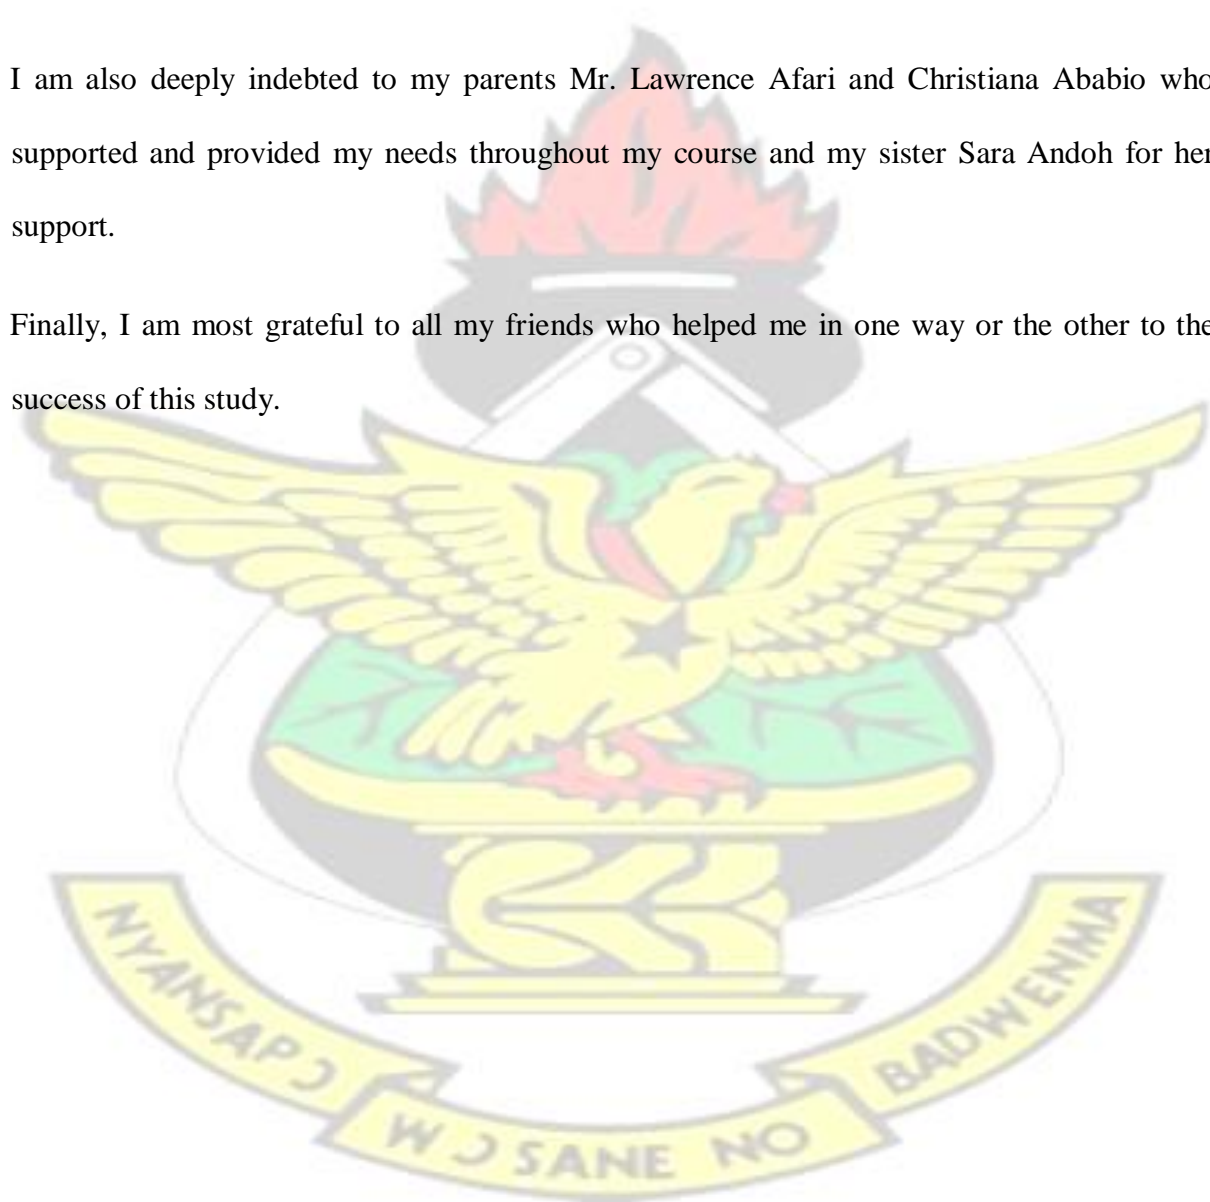 I am also deeply indebted to my parents Mr. Lawrence Afari and Christiana Ababio who
supported and provided my needs throughout my course and my sister Sara Andoh for her
support.
Finally, I am most grateful to all my friends who helped me in one way or the other to the
success of this study.
NYANSAPƆ
WƆSANE NO
BADWENMA